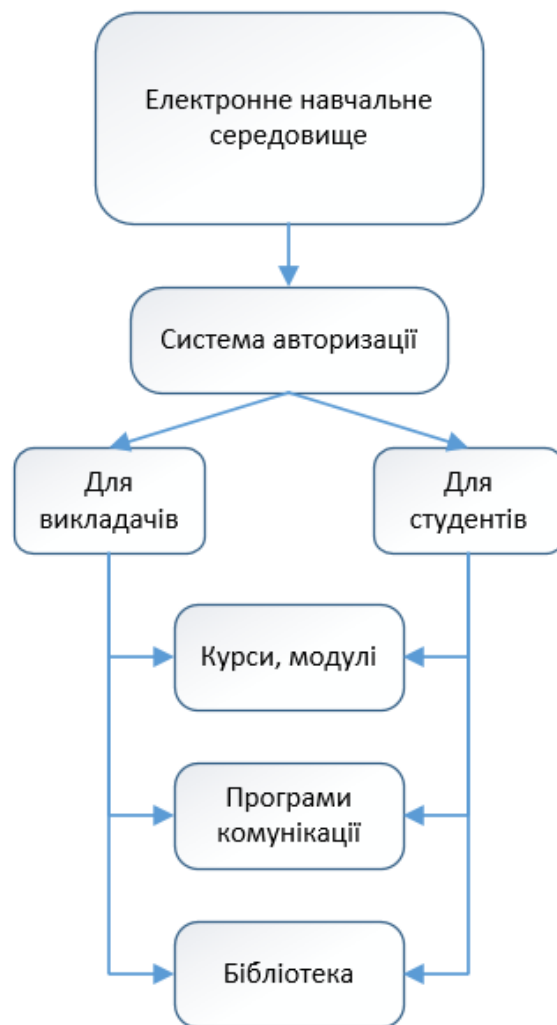 Електронне навчальне
середовище
Система авторизації
Для
викладачів
Для
студентів
Курси, модулі
Програми
комунікації
Бібліотека